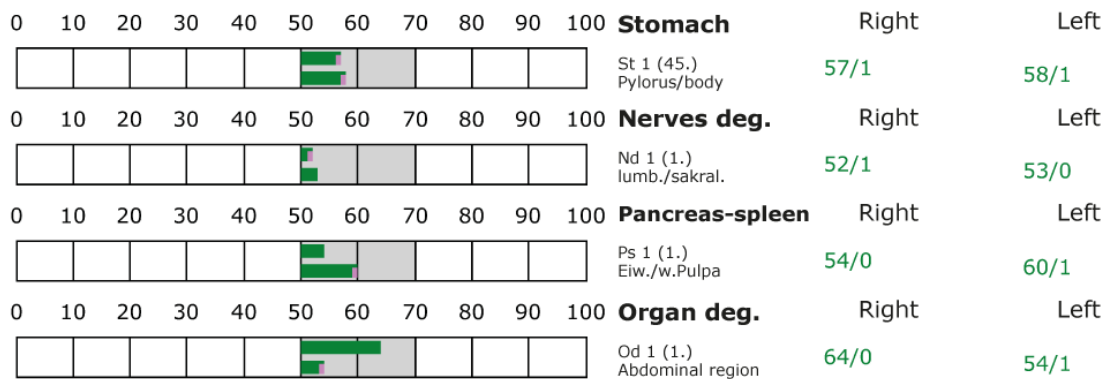 0 10 20 30 40 50 60 70 80 90 100 Stomach Right Left
St 1 (45.) 57/1 58/1
Pylorus/body
0 10 20 30 40 50 60 70 80 90 100 Nerves deg. Right Left
Nd 1 (1.) 52/1 53/0
lumb./sakral.
0 10 20 30 40 50 60 70 80 90 100 Pancreas-spleen Right Left
Ps 1 (1.) 54/0 60/1
Eiw./w.Pulpa
0 10 20 30 40 50 60 70 80 90 100 Organ deg. Right Left
Od 1 (1.) 64/0 54/1
Abdominal region